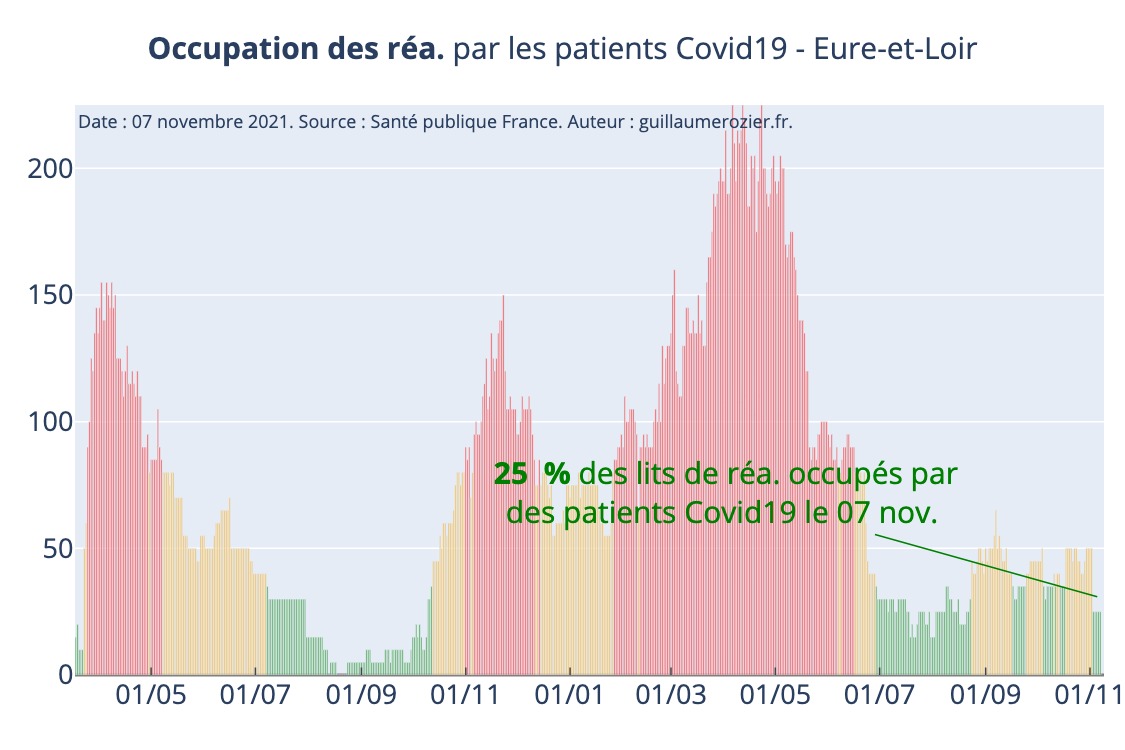 Occupation des réa. par les patients Covid19 - Eure-et-Loir
Date : 07 novembre 2021. Source : Santé publique France. Auteur : guillaumerozier.fr.
200
150
100
50
0
25 % des lits de réa. occupés par
des patients Covid19 le 07 nov.
01/05 01/07 01/09 01/11 01/01 01/03 01/05 01/07 01/09 01/11